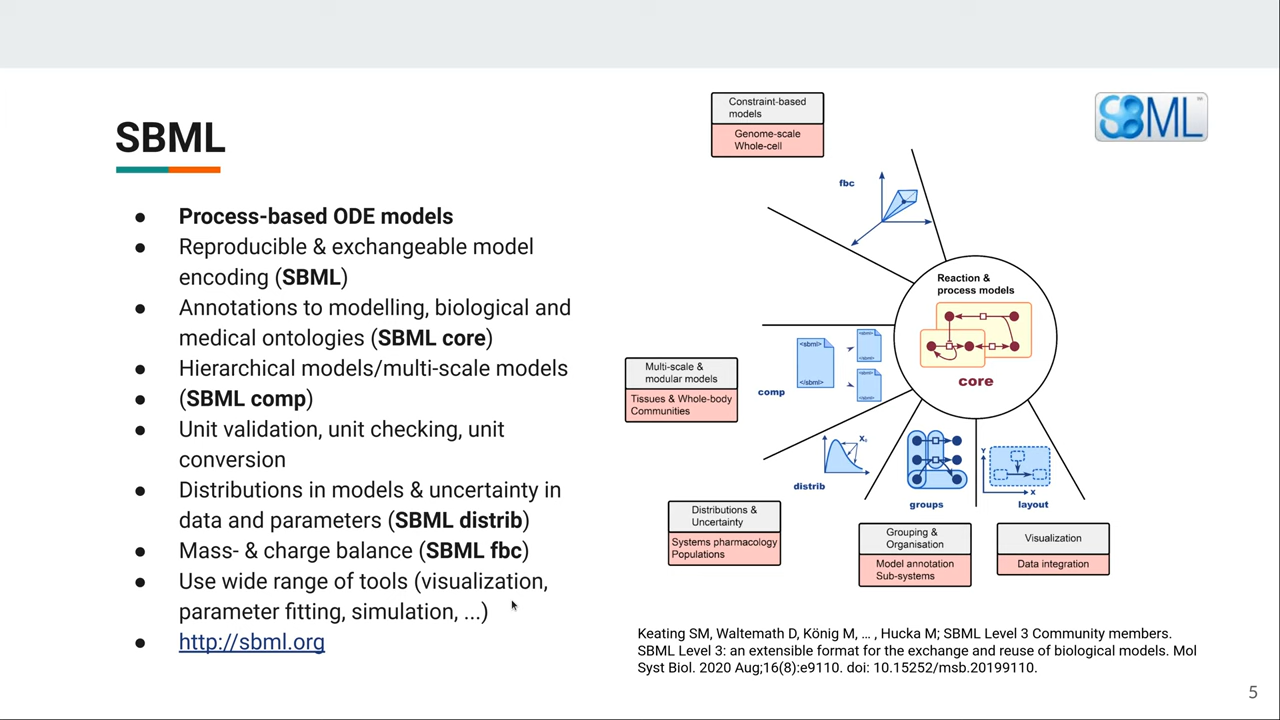 SBML
● Process-based ODE models
● Reproducible & exchangeable model
encoding (SBML)
● Annotations to modelling, biological and
medical ontologies (SBML core)
● Hierarchical models/multi-scale models
● (SBML comp)
● Unit validation, unit checking, unit
conversion
● Distributions in models & uncertainty in
data and parameters (SBML distrib)
● Mass- & charge balance (SBML fbc)
● Use wide range of tools (visualization,
parameter fitting, simulation, ...)
● http://sbml.org
SBML™
Constraint-based
models
Genome-scale
Whole-cell
fbc
Reaction &
process models
core
Multi-scale &
modular models
Tissues & Whole-body
Communities
comp
<sbml>
</sbml>
<sbml>
</sbml>
<sbml>
</sbml>
distrib
X₀
Distributions &
Uncertainty
Systems pharmacology
Populations
groups
Grouping &
Organisation
Model annotation
Sub-systems
Y
X
layout
Visualization
Data integration
Keating SM, Waltemath D, König M, … , Hucka M; SBML Level 3 Community members.
SBML Level 3: an extensible format for the exchange and reuse of biological models. Mol
Syst Biol. 2020 Aug;16(8):e9110. doi: 10.15252/msb.20199110.
5